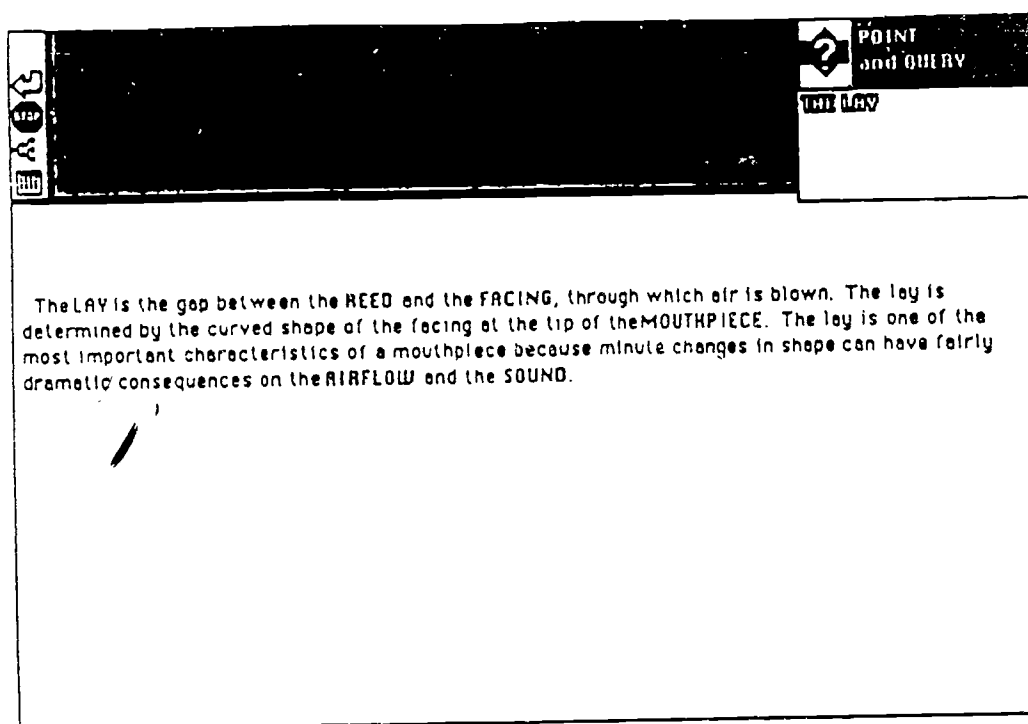 POINT
and QUERY
STOP
THE LAY
The LAY is the gap between the REED and the FACING, through which air is blown. The lay is
determined by the curved shape of the facing at the tip of the MOUTHPIECE. The lay is one of the
most important characteristics of a mouthpiece because minute changes in shape can have fairly
dramatic consequences on the AIRFLOW and the SOUND.